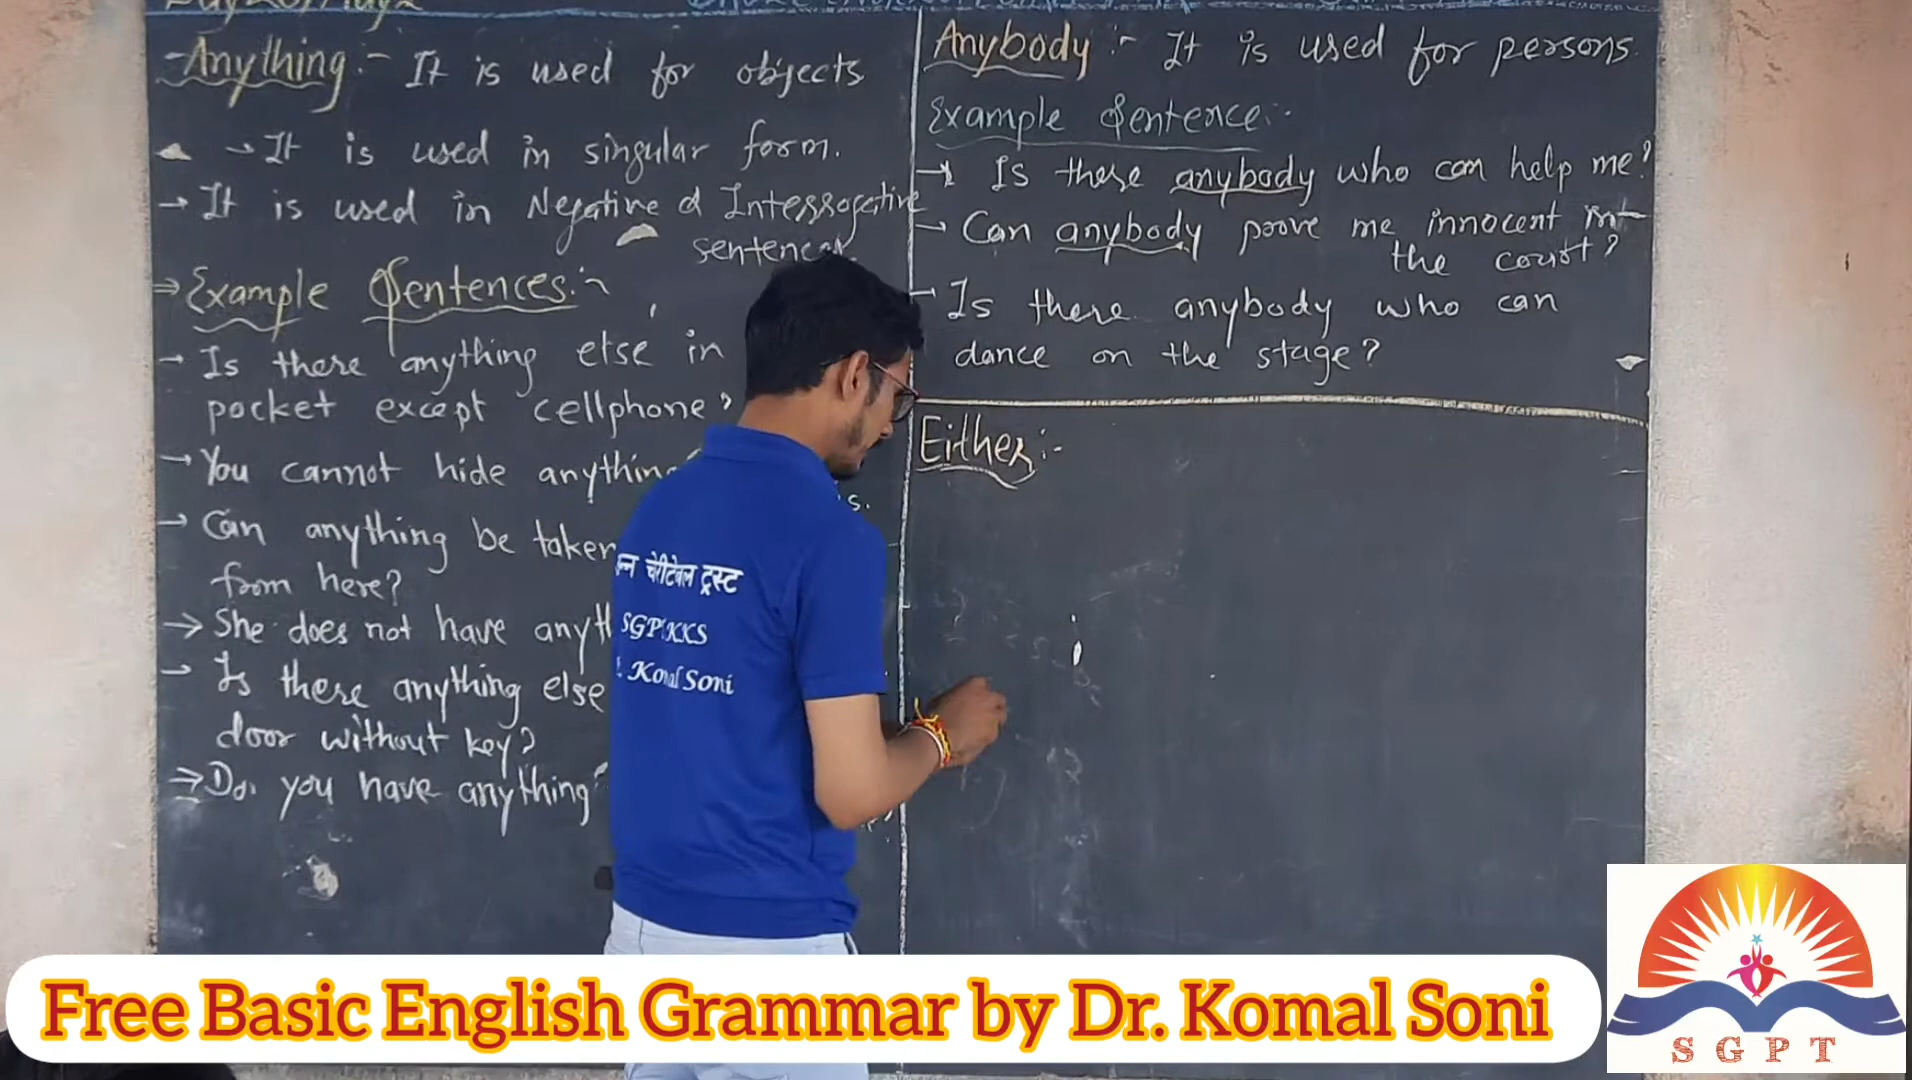 Anything :- It is used for objects
→ It is used in singular form.
→ It is used in Negative & Interrogative
sentences.
⇒ Example Sentences :-
→ Is there anything else in
pocket except cellphone?
→ You cannot hide anything
s.
→ Can anything be taken
from here?
→ She does not have anyth
→ Is there anything else
door without key?
⇒ Do you have anything
Anybody :- It is used for persons.
Example Sentence :-
→ Is there anybody who can help me?
→ Can anybody prove me innocent in
the court?
→ Is there anybody who can
dance on the stage?
Either :-
चेरीटेबल ट्रस्ट
SGPT KKS
Komal Soni
Free Basic English Grammar by Dr. Komal Soni
SGPT